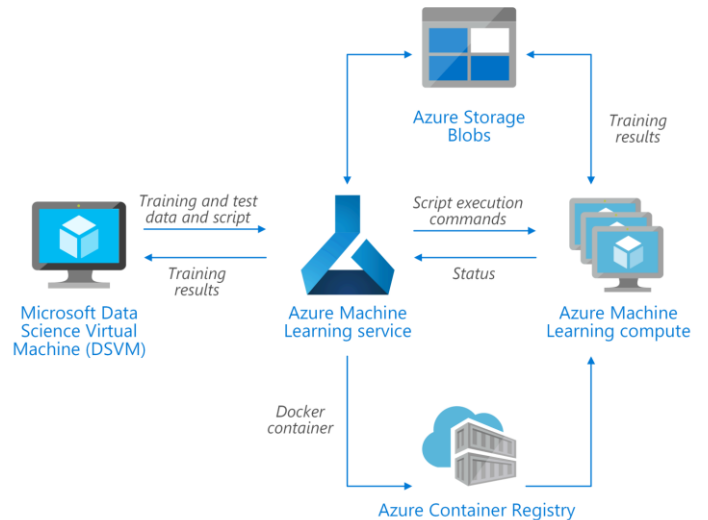 Azure Storage
Blobs
Training
results
Training and test
data and script
Script execution
commands
Training
results
Status
Microsoft Data
Science Virtual
Machine (DSVM)
Azure Machine
Learning service
Azure Machine
Learning compute
Docker
container
Azure Container Registry